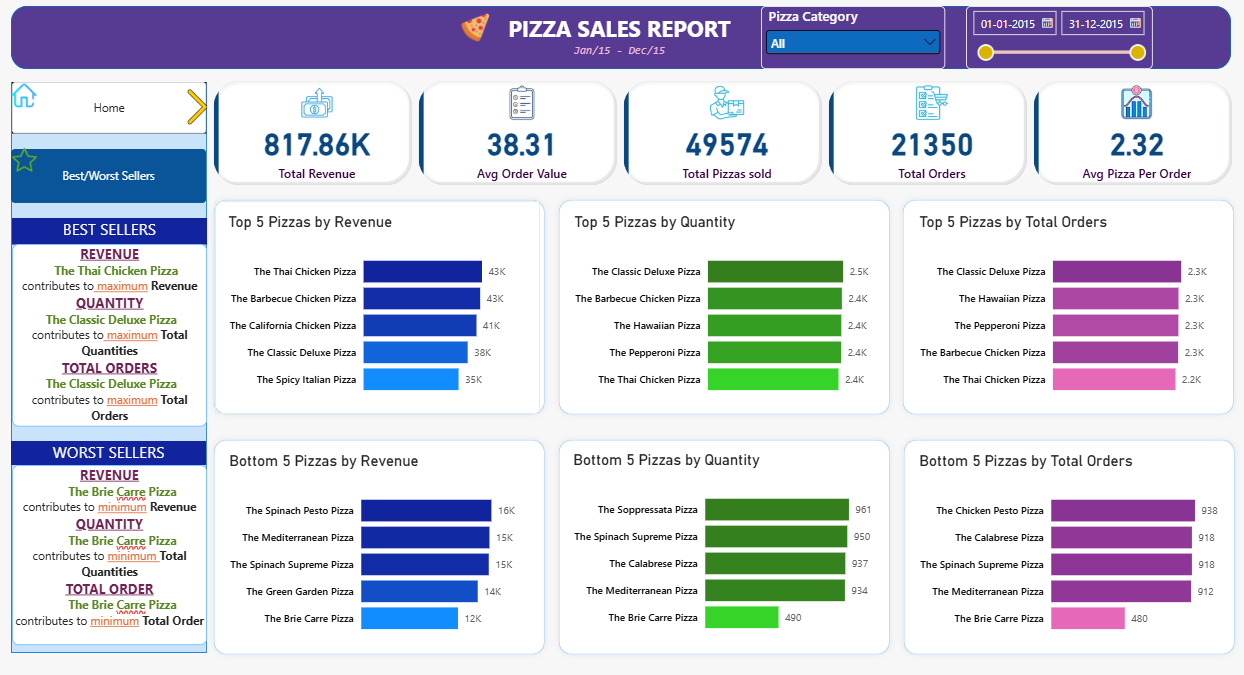 PIZZA SALES REPORT
Jan/15 - Dec/15
Pizza Category
All
01-01-2015
31-12-2015
Home
Best/Worst Sellers
BEST SELLERS
REVENUE
The Thai Chicken Pizza
contributes to maximum Revenue
QUANTITY
The Classic Deluxe Pizza
contributes to maximum Total
Quantities
TOTAL ORDERS
The Classic Deluxe Pizza
contributes to maximum Total
Orders
WORST SELLERS
REVENUE
The Brie Carre Pizza
contributes to minimum Revenue
QUANTITY
The Brie Carre Pizza
contributes to minimum Total
Quantities
TOTAL ORDER
The Brie Carre Pizza
contributes to minimum Total Order
817.86K
Total Revenue
38.31
Avg Order Value
49574
Total Pizzas sold
21350
Total Orders
2.32
Avg Pizza Per Order
Top 5 Pizzas by Revenue
The Thai Chicken Pizza 43K
The Barbecue Chicken Pizza 43K
The California Chicken Pizza 41K
The Classic Deluxe Pizza 38K
The Spicy Italian Pizza 35K
Top 5 Pizzas by Quantity
The Classic Deluxe Pizza 2.5K
The Barbecue Chicken Pizza 2.4K
The Hawaiian Pizza 2.4K
The Pepperoni Pizza 2.4K
The Thai Chicken Pizza 2.4K
Top 5 Pizzas by Total Orders
The Classic Deluxe Pizza 2.3K
The Hawaiian Pizza 2.3K
The Pepperoni Pizza 2.3K
The Barbecue Chicken Pizza 2.3K
The Thai Chicken Pizza 2.2K
Bottom 5 Pizzas by Revenue
The Spinach Pesto Pizza 16K
The Mediterranean Pizza 15K
The Spinach Supreme Pizza 15K
The Green Garden Pizza 14K
The Brie Carre Pizza 12K
Bottom 5 Pizzas by Quantity
The Soppressata Pizza 961
The Spinach Supreme Pizza 950
The Calabrese Pizza 937
The Mediterranean Pizza 934
The Brie Carre Pizza 490
Bottom 5 Pizzas by Total Orders
The Chicken Pesto Pizza 938
The Calabrese Pizza 918
The Spinach Supreme Pizza 918
The Mediterranean Pizza 912
The Brie Carre Pizza 480